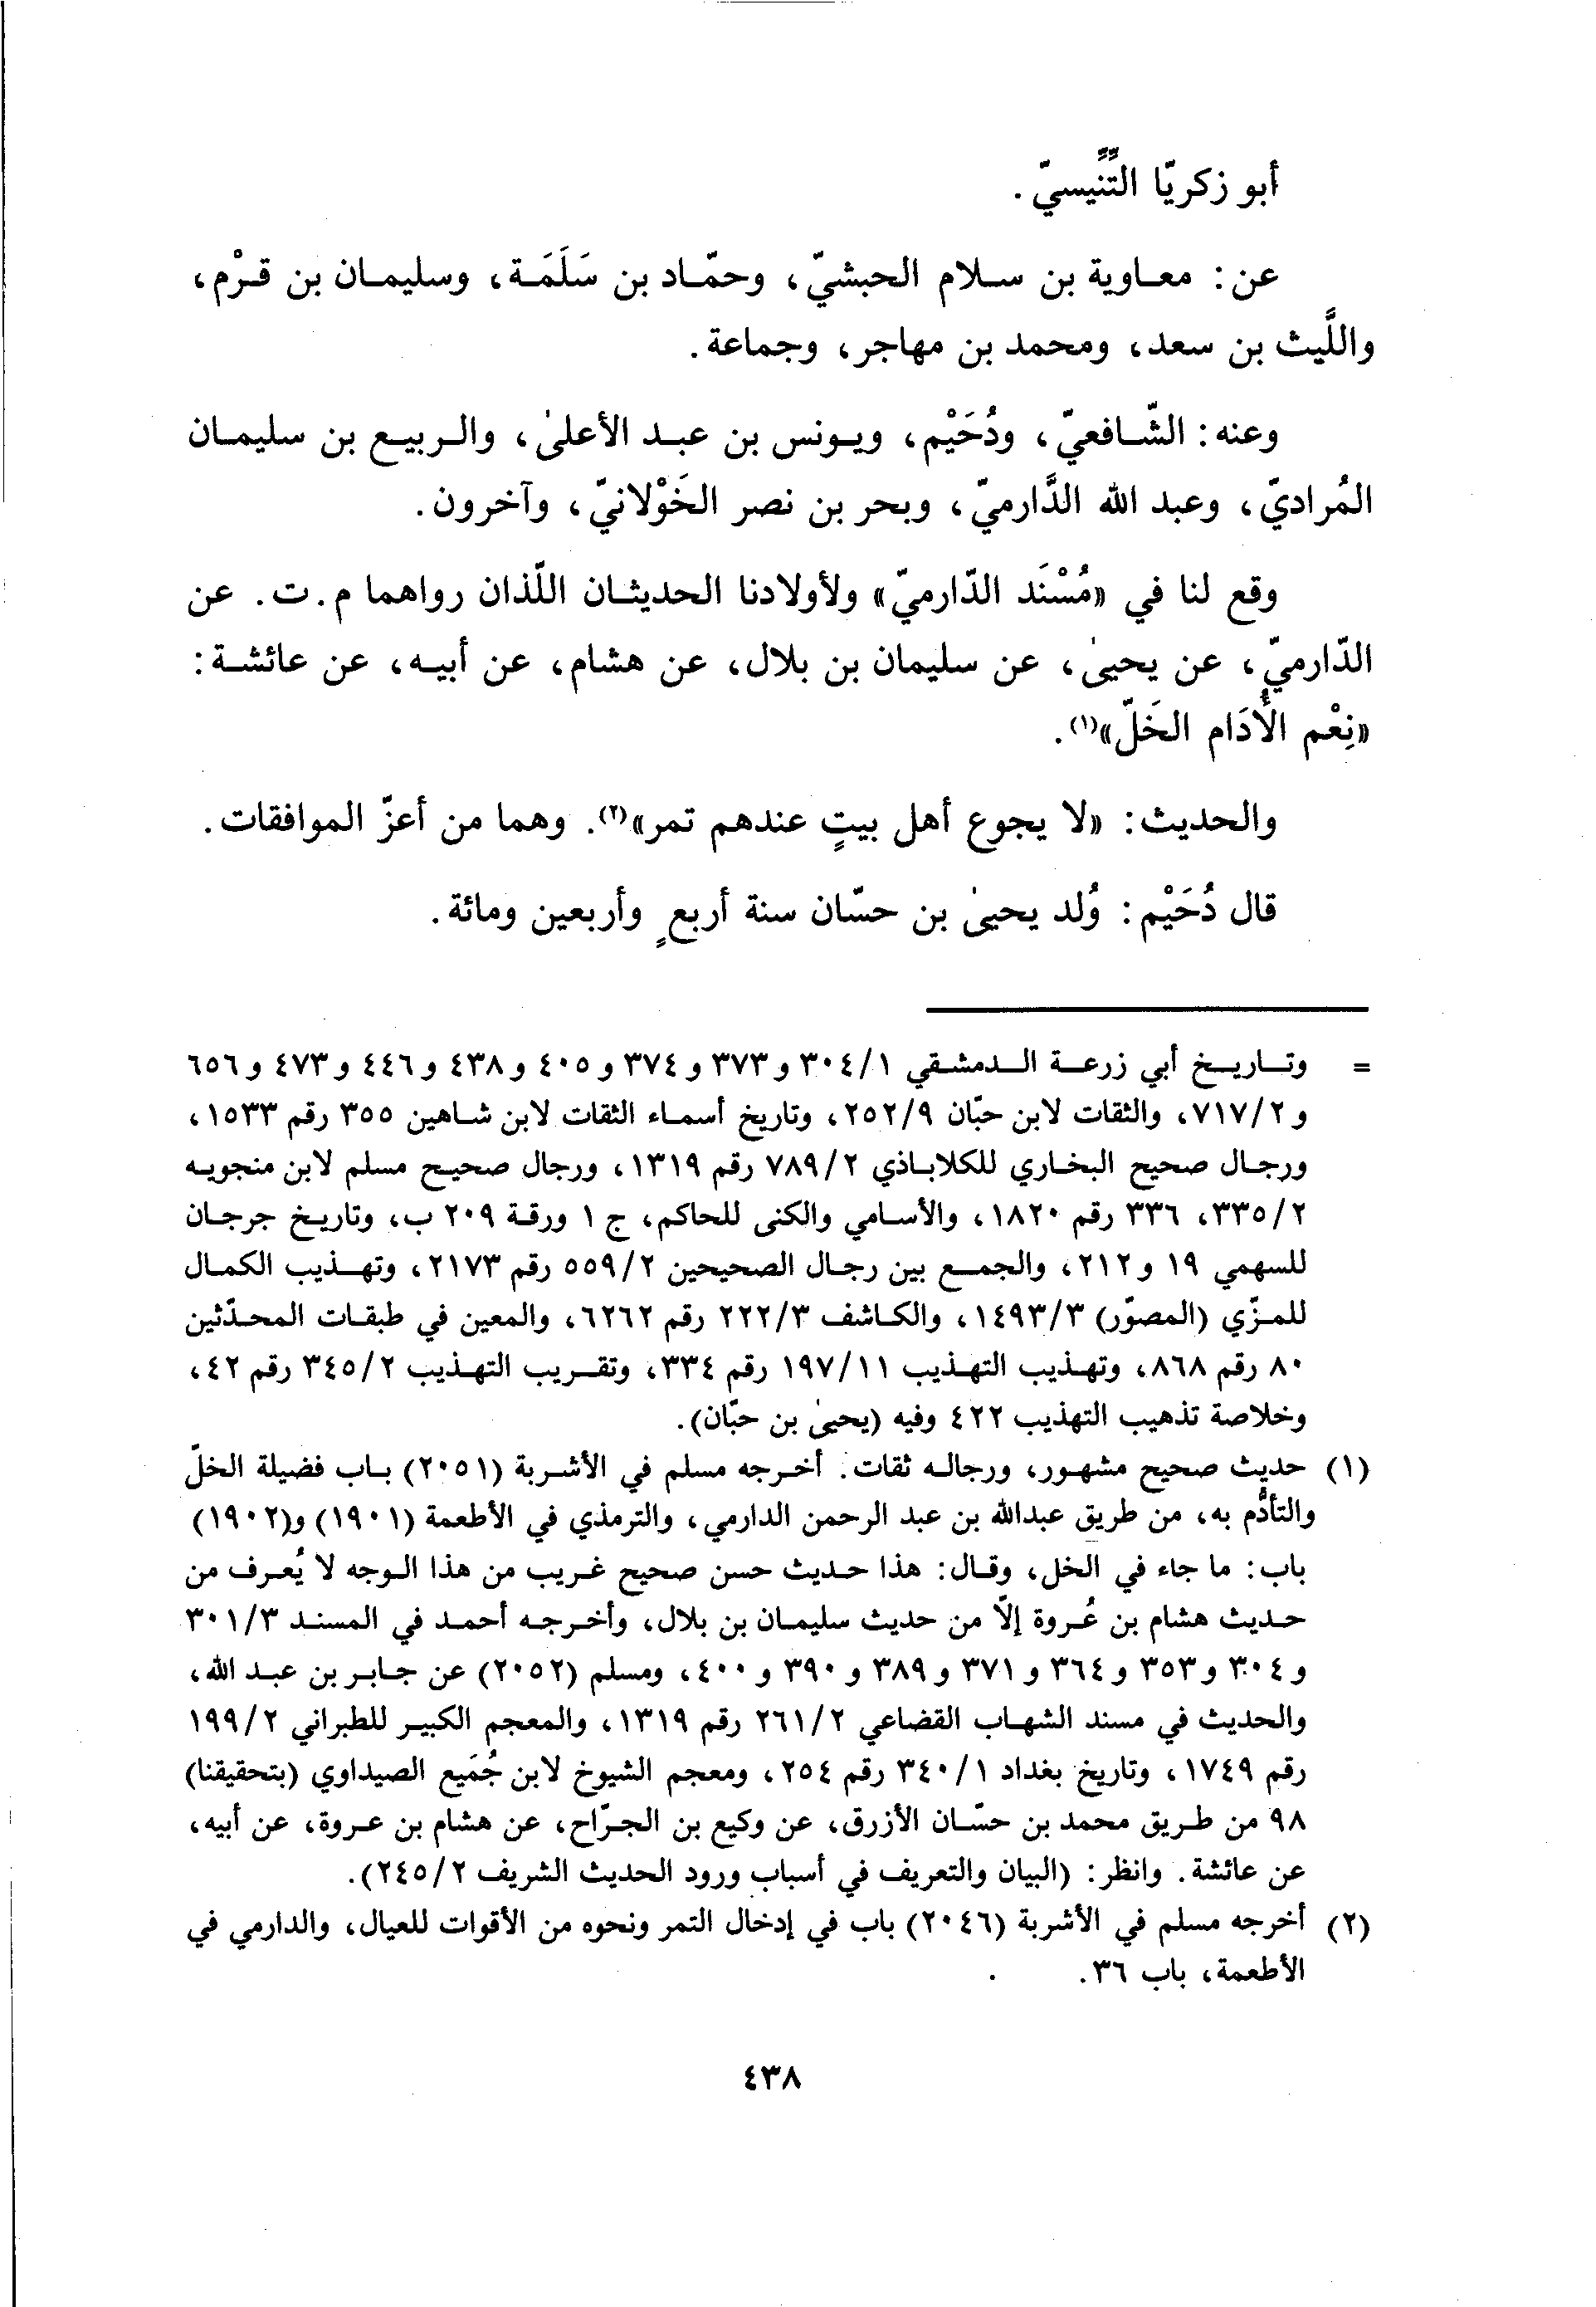 أبو زكريّا التِّنِّيسيّ.
عن: معاوية بن سلام الحبشيّ، وحمّاد بن سَلَمَة، وسليمان بن قرْم،
واللَّيث بن سعد، ومحمد بن مهاجر، وجماعة.
وعنه: الشّافعيّ، ودُحَيْم، ويونس بن عبد الأعلىٰ، والربيع بن سليمان
المُراديّ، وعبد الله الدَّارميّ، وبحر بن نصر الخَوْلانيّ، وآخرون.
وقع لنا في «مُسْنَد الدّارميّ» ولأولادنا الحديثان اللّذان رواهما م.ت. عن
الدّارميّ، عن يحيىٰ، عن سليمان بن بلال، عن هشام، عن أبيه، عن عائشة:
«نِعْم الأُدَام الخَلّ»(١).
والحديث: «لا يجوع أهل بيتٍ عندهم تمر»(٢). وهما من أعزّ الموافقات.
قال دُحَيْم: وُلد يحيىٰ بن حسّان سنة أربعٍ وأربعين ومائة.
= وتاريخ أبي زرعة الدمشقي ٣٠٤/١ و٣٧٣ و٣٧٤ و٤٠٥ و٤٣٨ و٤٤٦ و٤٧٣ و٦٥٦
و٧١٧/٢، والثقات لابن حبّان ٢٥٢/٩، وتاريخ أسماء الثقات لابن شاهين ٣٥٥ رقم ١٥٣٣،
ورجال صحيح البخاري للكلاباذي ٧٨٩/٢ رقم ١٣١٩، ورجال صحيح مسلم لابن منجويه
٣٣٥/٢، ٣٣٦ رقم ١٨٢٠، والأسامي والكنى للحاكم، ج ١ ورقة ٢٠٩ ب، وتاريخ جرجان
للسهمي ١٩ و٢١٢، والجمع بين رجال الصحيحين ٥٥٩/٢ رقم ٢١٧٣، وتهذيب الكمال
للمزّي (المصوّر) ١٤٩٣/٣، والكاشف ٢٢٢/٣ رقم ٦٢٦٢، والمعين في طبقات المحدّثين
٨٠ رقم ٨٦٨، وتهذيب التهذيب ١٩٧/١١ رقم ٣٣٤، وتقريب التهذيب ٣٤٥/٢ رقم ٤٢،
وخلاصة تذهيب التهذيب ٤٢٢ وفيه (يحيىٰ بن حبّان).
(١) حديث صحيح مشهور، ورجاله ثقات. أخرجه مسلم في الأشربة (٢٠٥١) باب فضيلة الخلّ
والتأدُّم به، من طريق عبدالله بن عبد الرحمن الدارمي، والترمذي في الأطعمة (١٩٠١) و(١٩٠٢)
باب: ما جاء في الخل، وقال: هذا حديث حسن صحيح غريب من هذا الوجه لا يُعرف من
حديث هشام بن عُروة إلّا من حديث سليمان بن بلال، وأخرجه أحمد في المسند ٣٠١/٣
و٣٠٤ و٣٥٣ و٣٦٤ و٣٧١ و٣٨٩ و٣٩٠ و٤٠٠، ومسلم (٢٠٥٢) عن جابر بن عبد الله،
والحديث في مسند الشهاب القضاعي ٢٦١/٢ رقم ١٣١٩، والمعجم الكبير للطبراني ١٩٩/٢
رقم ١٧٤٩، وتاريخ بغداد ٣٤٠/١ رقم ٢٥٤، ومعجم الشيوخ لابن جُمَيع الصيداوي (بتحقيقنا)
٩٨ من طريق محمد بن حسّان الأزرق، عن وكيع بن الجرّاح، عن هشام بن عروة، عن أبيه،
عن عائشة. وانظر: (البيان والتعريف في أسباب ورود الحديث الشريف ٢٤٥/٢).
(٢) أخرجه مسلم في الأشربة (٢٠٤٦) باب في إدخال التمر ونحوه من الأقوات للعيال، والدارمي في
الأطعمة، باب ٣٦.
٤٣٨